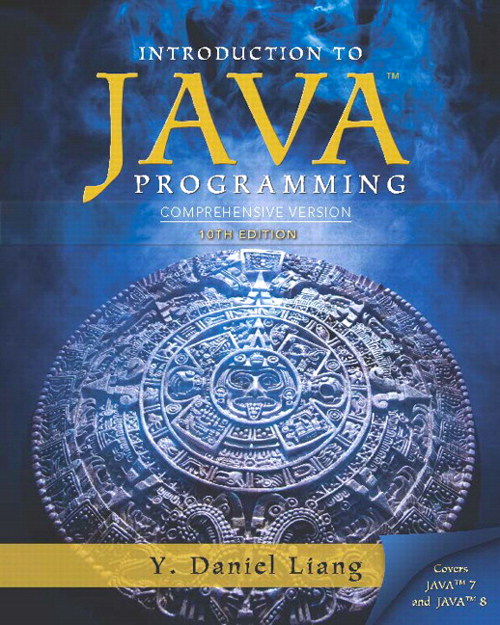 INTRODUCTION TO
JAVA™
PROGRAMMING
COMPREHENSIVE VERSION
10TH EDITION
Y. Daniel Liang
Covers
JAVA™ 7
and JAVA™ 8